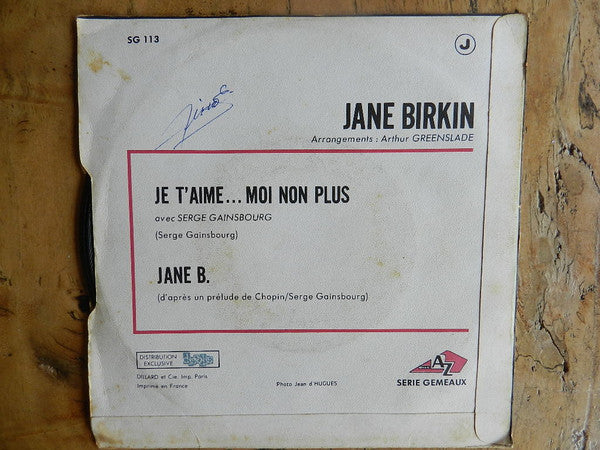 SG 113
J
JANE BIRKIN
Arrangements : Arthur GREENSLADE
JE T'AIME... MOI NON PLUS
avec SERGE GAINSBOURG
(Serge Gainsbourg)
JANE B.
(d'après un prélude de Chopin/Serge Gainsbourg)
DISTRIBUTION
EXCLUSIVE
DILLARD et Cie. Imp. Paris
Imprimé en France
Photo Jean d'HUGUES
AZ
SERIE GEMEAUX